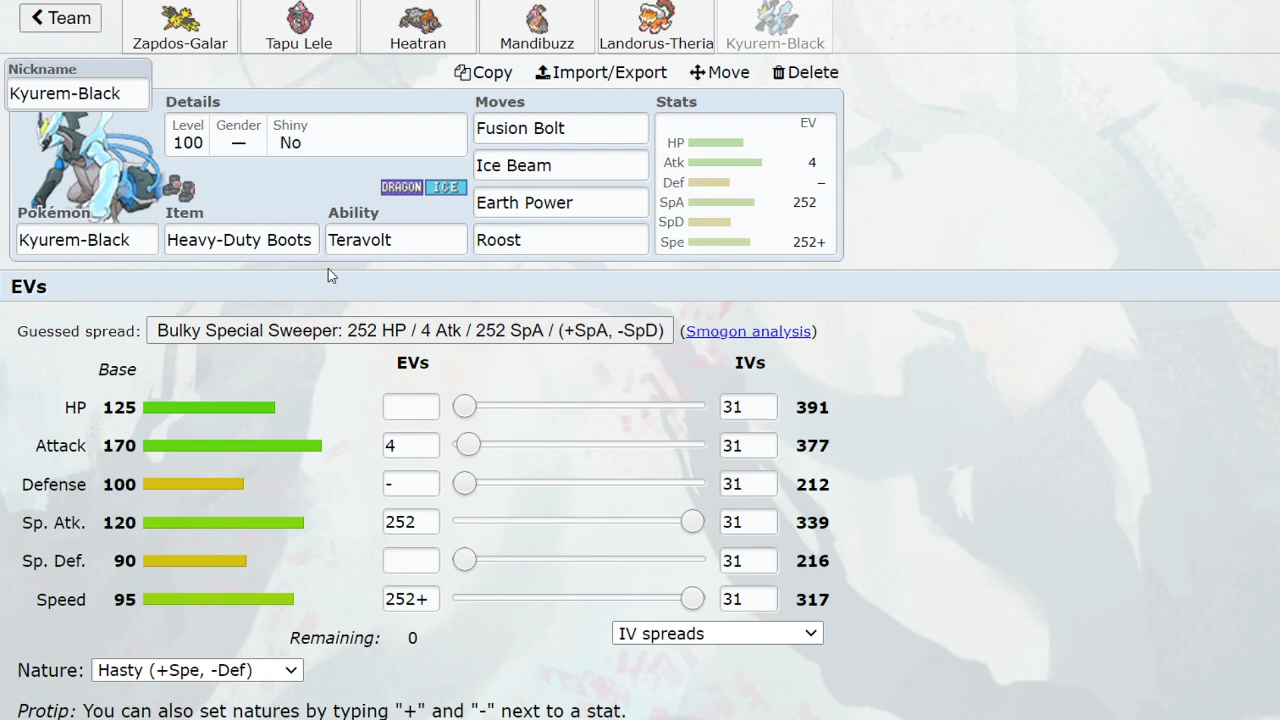 Team
Zapdos-Galar
Tapu Lele
Heatran
Mandibuzz
Landorus-Theria
Kyurem-Black
Nickname
Kyurem-Black
Copy
Import/Export
Move
Delete
Details
Moves
Stats
Level
Gender
Shiny
100
—
No
DRAGON
ICE
Pokémon
Item
Ability
Kyurem-Black
Heavy-Duty Boots
Teravolt
Fusion Bolt
Ice Beam
Earth Power
Roost
EV
HP
Atk 4
Def –
SpA 252
SpD
Spe 252+
EVs
Guessed spread: Bulky Special Sweeper: 252 HP / 4 Atk / 252 SpA / (+SpA, -SpD) (Smogon analysis)
Base EVs IVs
HP 125 31 391
Attack 170 4 31 377
Defense 100 - 31 212
Sp. Atk. 120 252 31 339
Sp. Def. 90 31 216
Speed 95 252+ 31 317
Remaining: 0
IV spreads
Nature: Hasty (+Spe, -Def)
Protip: You can also set natures by typing "+" and "-" next to a stat.